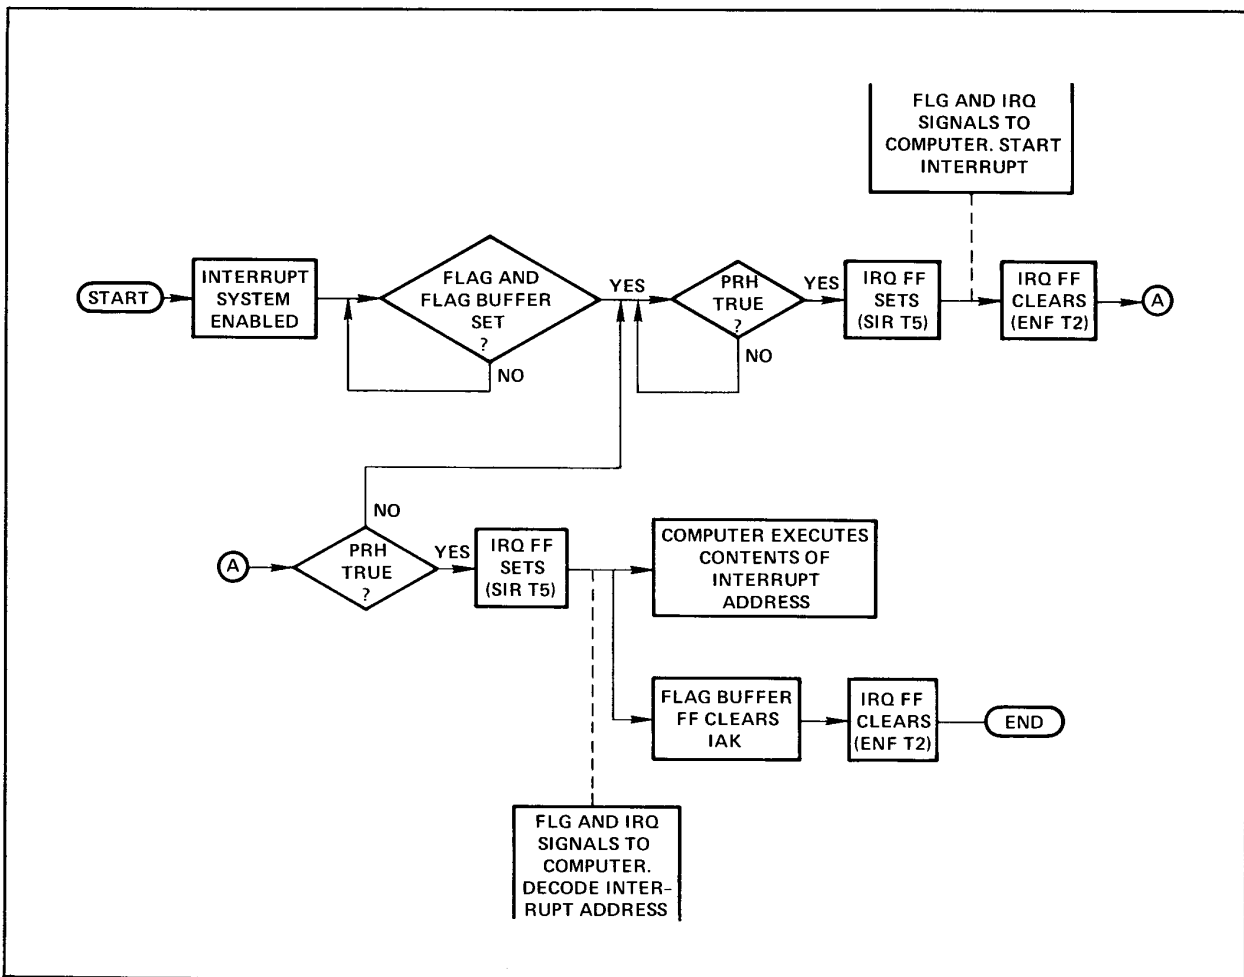 FLG AND IRQ
SIGNALS TO
COMPUTER. START
INTERRUPT
START
INTERRUPT
SYSTEM
ENABLED
FLAG AND
FLAG BUFFER
SET
?
NO
YES
PRH
TRUE
?
NO
YES
IRQ FF
SETS
(SIR T5)
IRQ FF
CLEARS
(ENF T2)
A
A
PRH
TRUE
?
NO
YES
IRQ FF
SETS
(SIR T5)
COMPUTER EXECUTES
CONTENTS OF
INTERRUPT
ADDRESS
FLAG BUFFER
FF CLEARS
IAK
IRQ FF
CLEARS
(ENF T2)
END
FLG AND IRQ
SIGNALS TO
COMPUTER.
DECODE INTER-
RUPT ADDRESS